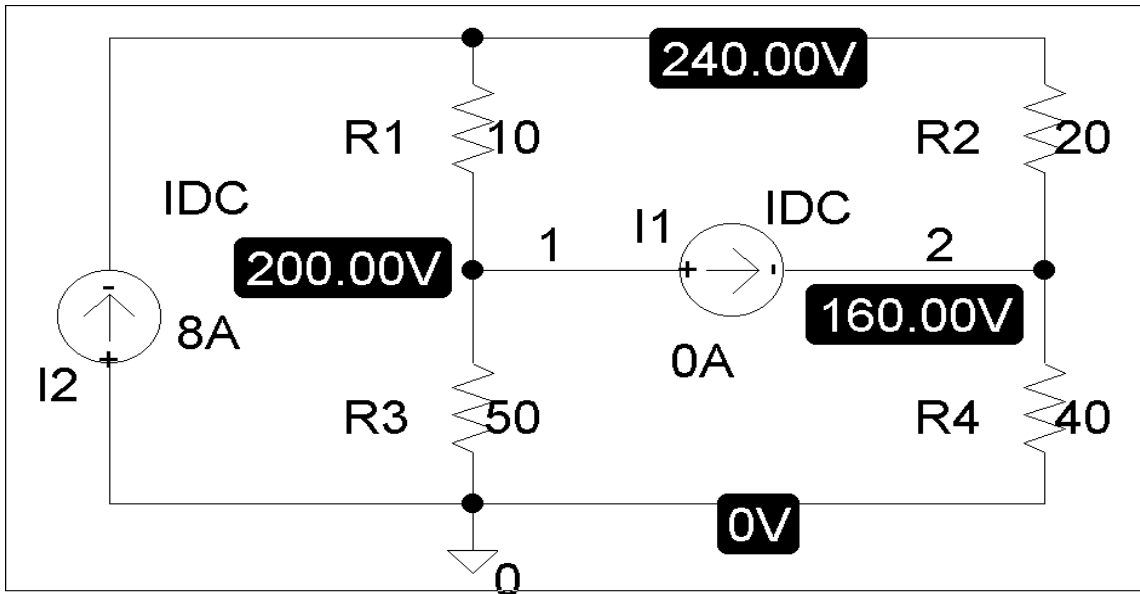 240.00V
R1
10
R2
20
IDC
I1
IDC
1
2
200.00V
-
+
-
160.00V
8A
+
0A
I2
R3
50
R4
40
0V
0